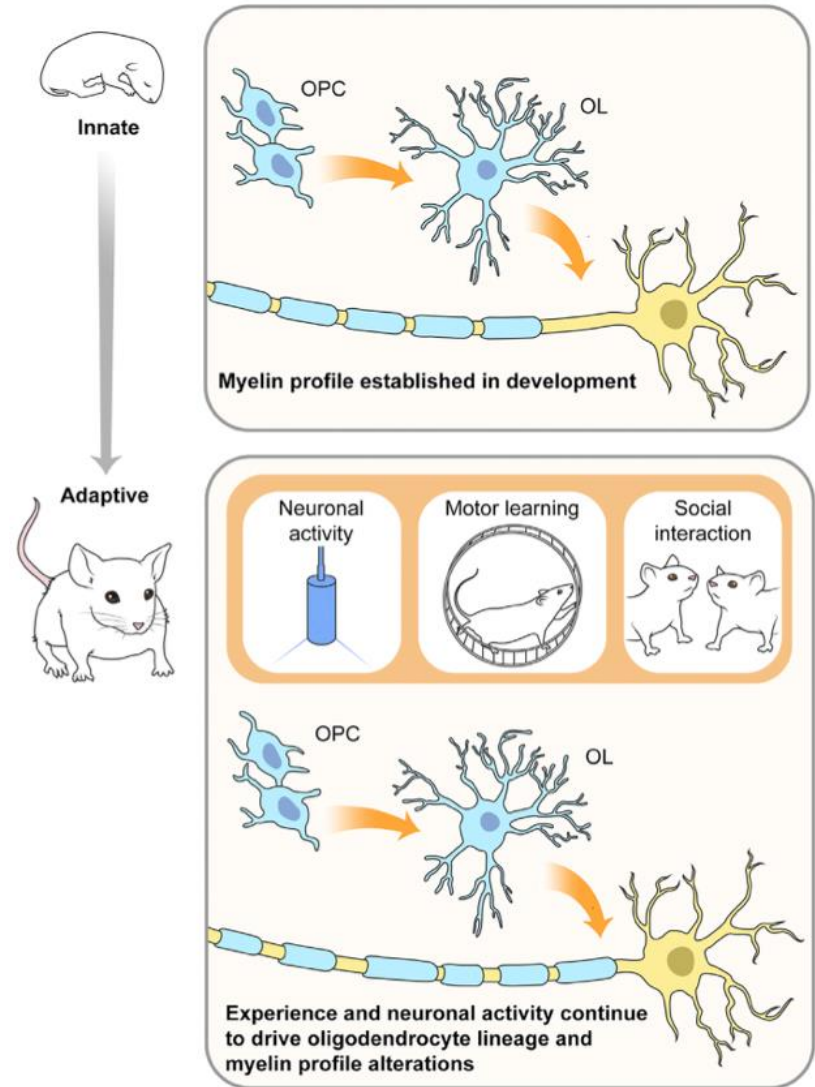 Innate
OPC
OL
Myelin profile established in development
Adaptive
Neuronal
activity
Motor learning
Social
interaction
OPC
OL
Experience and neuronal activity continue
to drive oligodendrocyte lineage and
myelin profile alterations